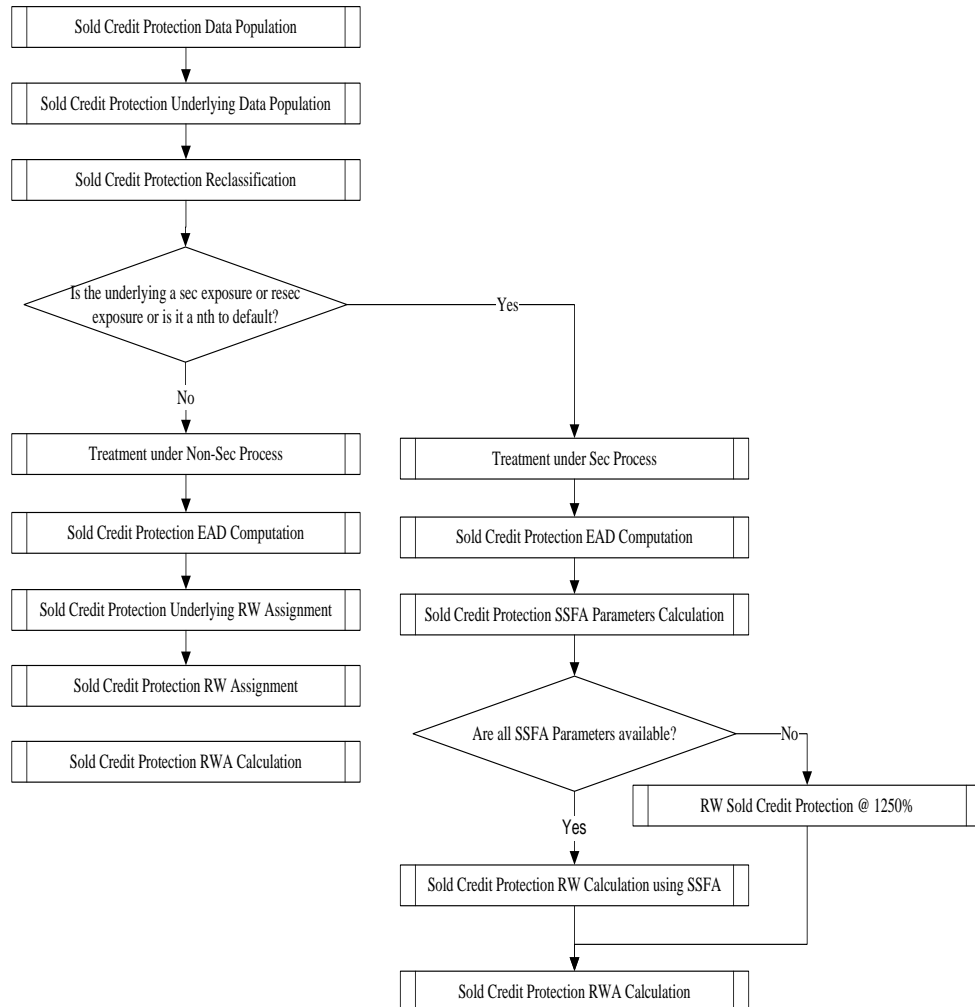 Sold Credit Protection Data Population
Sold Credit Protection Underlying Data Population
Sold Credit Protection Reclassification
Is the underlying a sec exposure or resec
exposure or is it a nth to default?
Yes
No
Treatment under Non-Sec Process
Sold Credit Protection EAD Computation
Sold Credit Protection Underlying RW Assignment
Sold Credit Protection RW Assignment
Sold Credit Protection RWA Calculation
Treatment under Sec Process
Sold Credit Protection EAD Computation
Sold Credit Protection SSFA Parameters Calculation
Are all SSFA Parameters available?
No
RW Sold Credit Protection @ 1250%
Yes
Sold Credit Protection RW Calculation using SSFA
Sold Credit Protection RWA Calculation